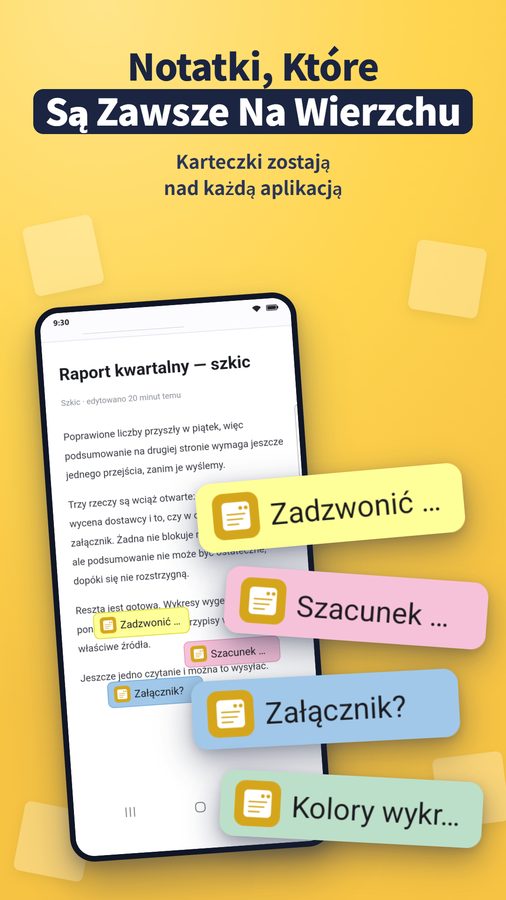 Notatki, Które
Są Zawsze Na Wierzchu
Karteczki zostają
nad każdą aplikacją
9:30
Raport kwartalny — szkic
Szkic · edytowano 20 minut temu
Poprawione liczby przyszły w piątek, więc
podsumowanie na drugiej stronie wymaga jeszcze
jednego przejścia, zanim je wyślemy.
Trzy rzeczy są wciąż otwarte:
wycena dostawcy i to, czy w
załącznik. Żadna nie blokuje
ale podsumowanie nie może być ostateczne,
dopóki się nie rozstrzygną.
Reszta jest gotowa. Wykresy
właściwe źródła.
Jeszcze jedno czytanie i można to wysyłać.
Zadzwonić ...
Szacunek ...
Załącznik?
Zadzwonić ...
Szacunek ...
Załącznik?
Kolory wykr...